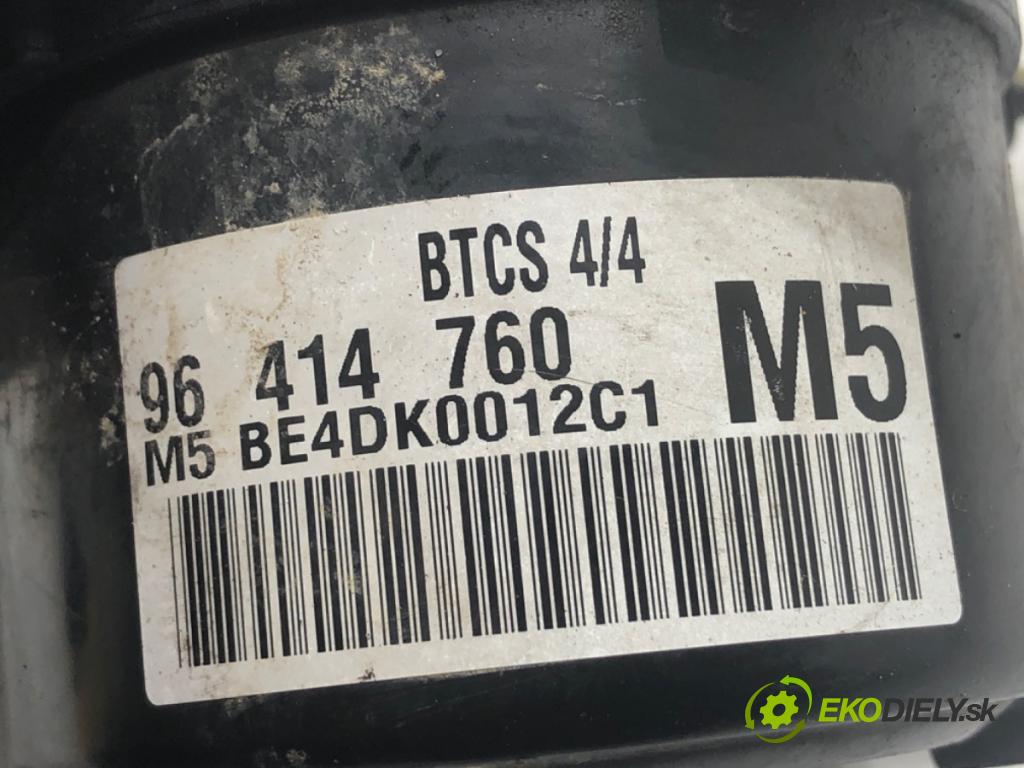 BTCS 4/4
96 414 760 M5
M5 BE4DK0012C1
EKODIELY.sk